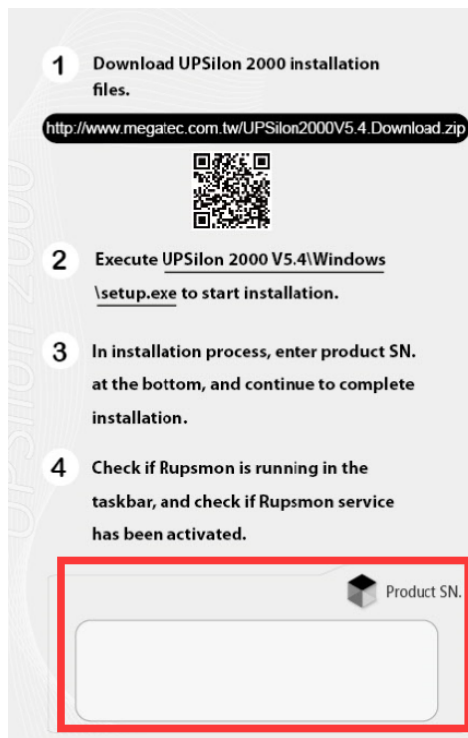 1 Download UPSilon 2000 installation
files.
http://www.megatec.com.tw/UPSilon2000V5.4.Download.zip
2 Execute UPSilon 2000 V5.4\Windows
\setup.exe to start installation.
3 In installation process, enter product SN.
at the bottom, and continue to complete
installation.
4 Check if Rupsmon is running in the
taskbar, and check if Rupsmon service
has been activated.
Product SN.
UPSilon 2000